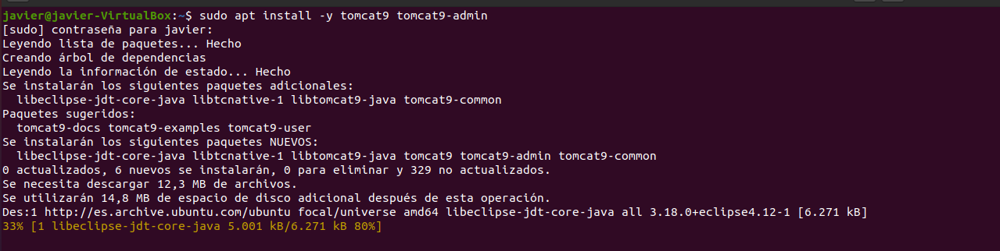 javier@javier-VirtualBox:~$ sudo apt install -y tomcat9 tomcat9-admin
[sudo] contraseña para javier:
Leyendo lista de paquetes... Hecho
Creando árbol de dependencias
Leyendo la información de estado... Hecho
Se instalarán los siguientes paquetes adicionales:
  libeclipse-jdt-core-java libtcnative-1 libtomcat9-java tomcat9-common
Paquetes sugeridos:
  tomcat9-docs tomcat9-examples tomcat9-user
Se instalarán los siguientes paquetes NUEVOS:
  libeclipse-jdt-core-java libtcnative-1 libtomcat9-java tomcat9 tomcat9-admin tomcat9-common
0 actualizados, 6 nuevos se instalarán, 0 para eliminar y 329 no actualizados.
Se necesita descargar 12,3 MB de archivos.
Se utilizarán 14,8 MB de espacio de disco adicional después de esta operación.
Des:1 http://es.archive.ubuntu.com/ubuntu focal/universe amd64 libeclipse-jdt-core-java all 3.18.0+eclipse4.12-1 [6.271 kB]
33% [1 libeclipse-jdt-core-java 5.001 kB/6.271 kB 80%]